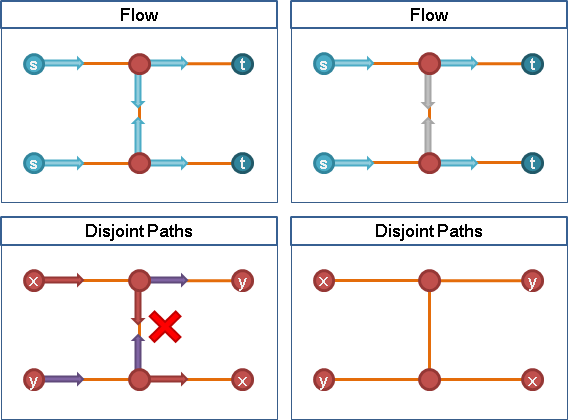 Flow
s t
s t
Flow
s t
s t
Disjoint Paths
x y
y x
Disjoint Paths
x y
y x